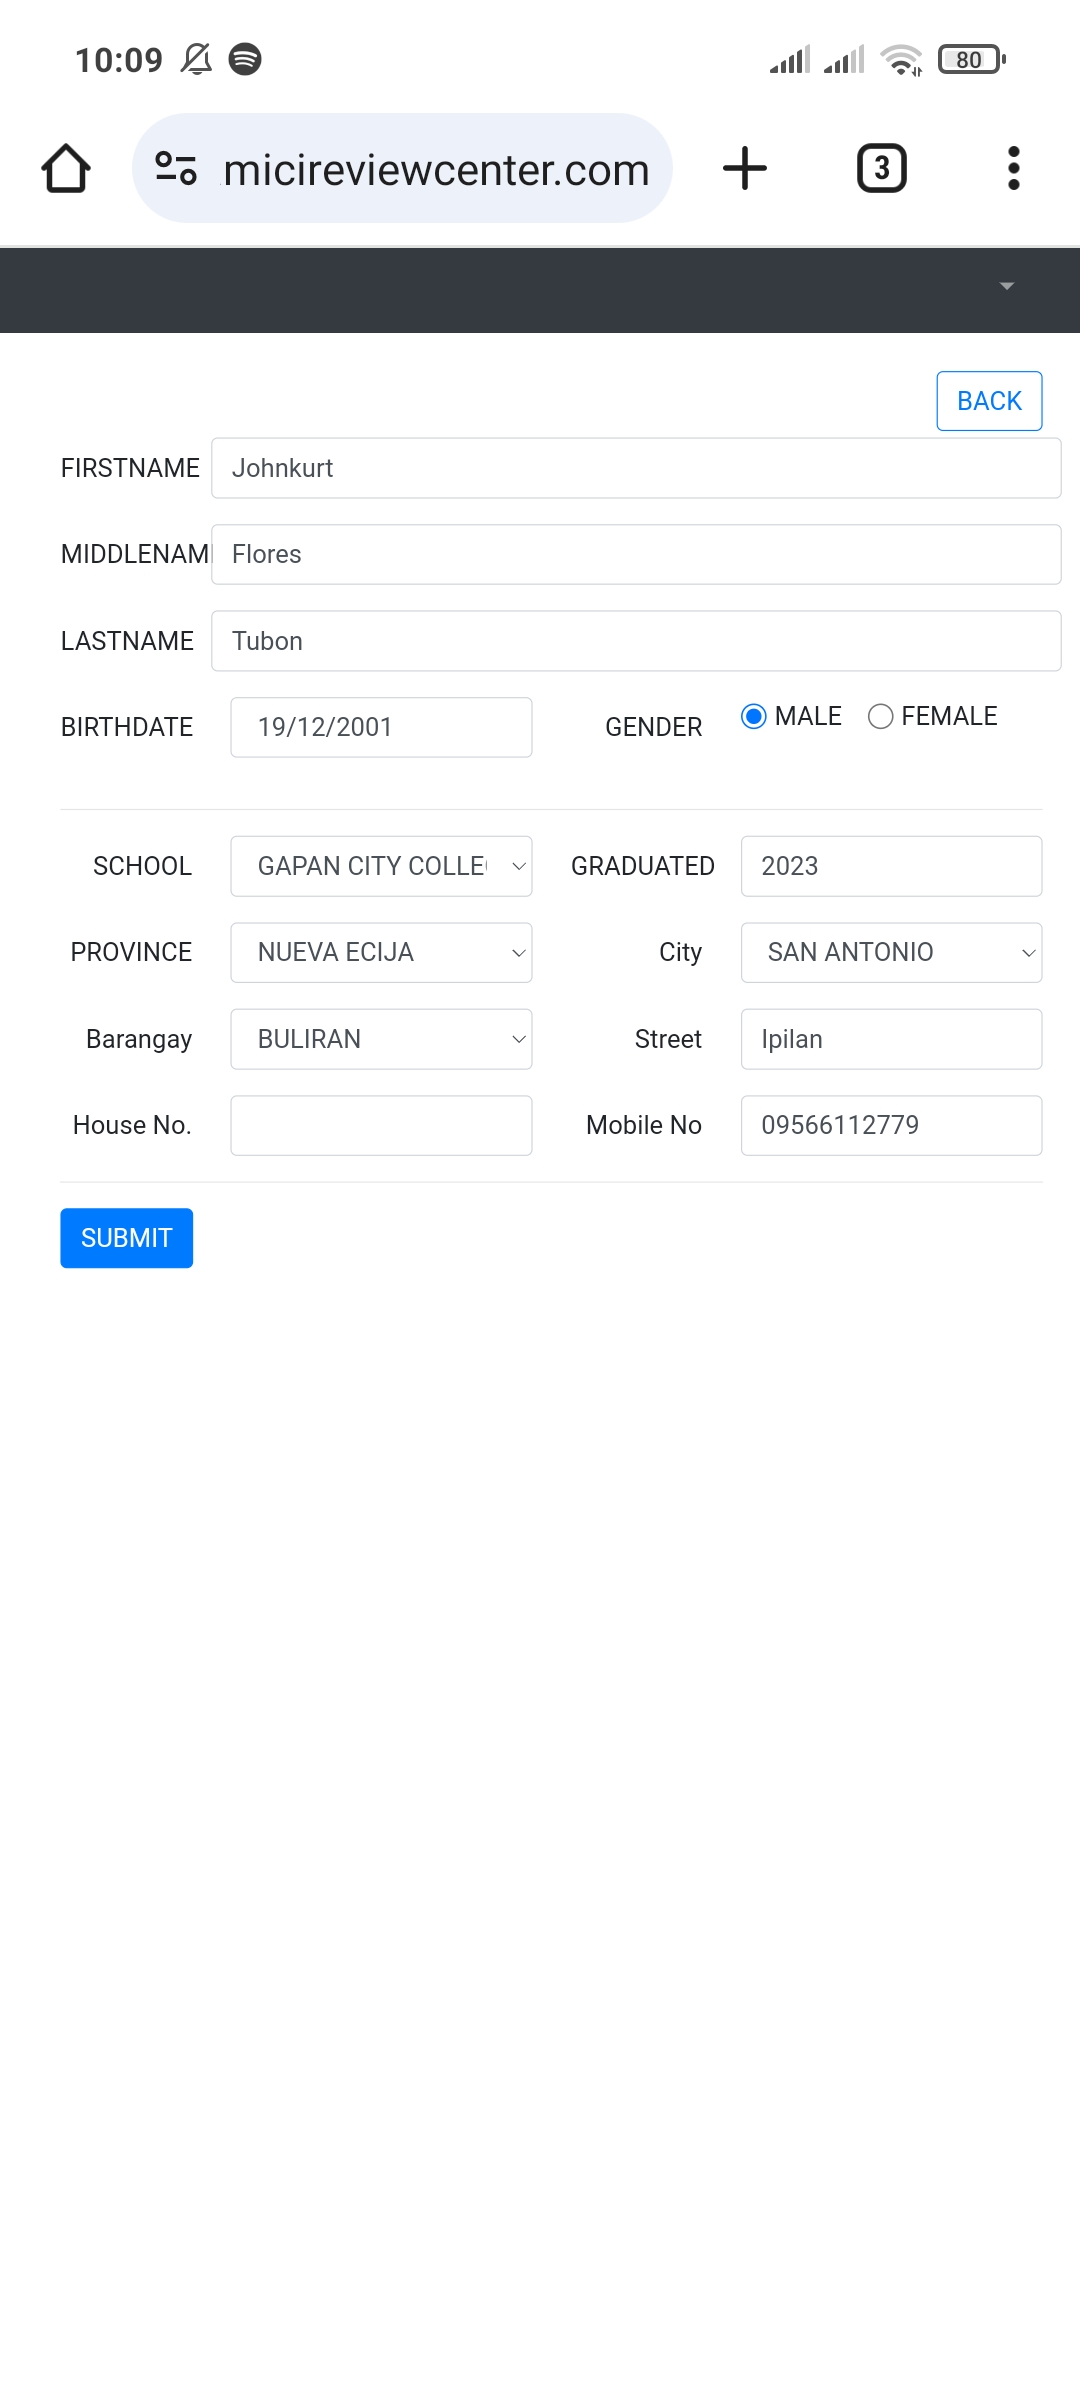 10:09
80
.micireviewcenter.com
3
BACK
FIRSTNAME Johnkurt
MIDDLENAM Flores
LASTNAME Tubon
BIRTHDATE 19/12/2001 GENDER MALE FEMALE
SCHOOL GAPAN CITY COLLE GRADUATED 2023
PROVINCE NUEVA ECIJA City SAN ANTONIO
Barangay BULIRAN Street Ipilan
House No. Mobile No 09566112779
SUBMIT